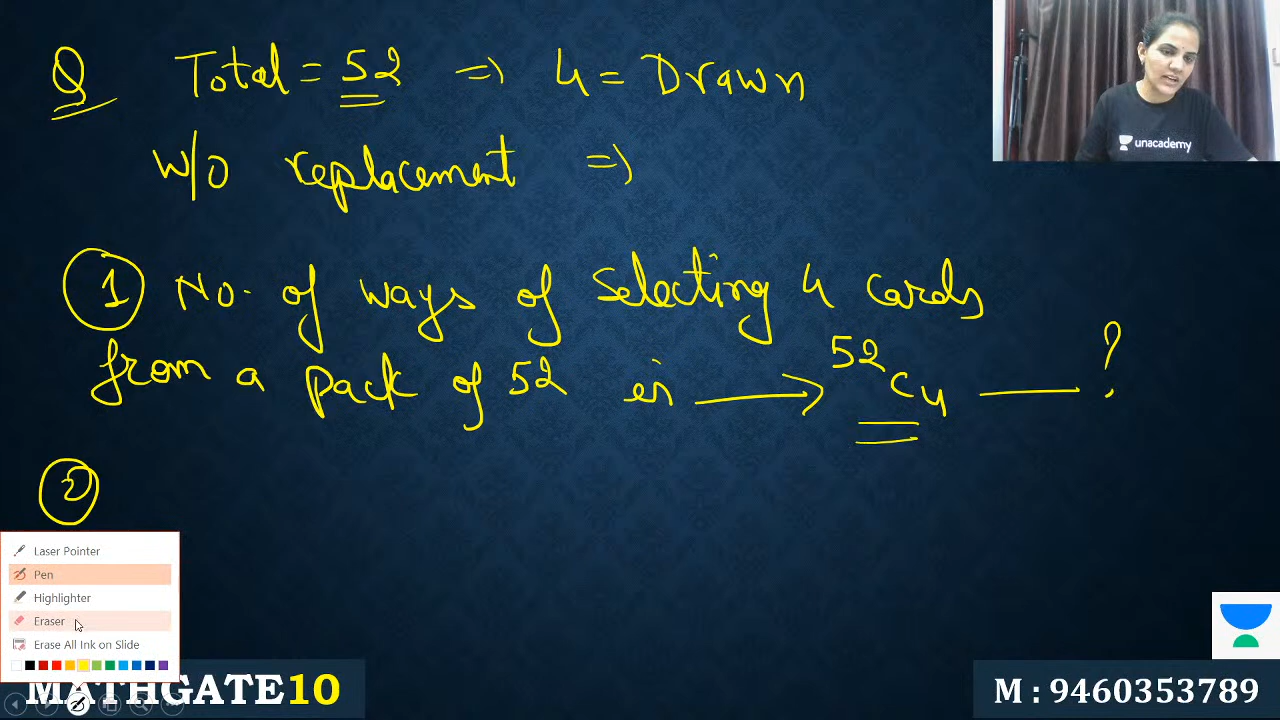 Q Total = 52 => 4 = Drawn
W/O replacement =>
1 No. of ways of selecting 4 cards
from a pack of 52 is → 52C4 — ?
2
unacademy
Laser Pointer
Pen
Highlighter
Eraser
Erase All Ink on Slide
MATHGATE10
M : 9460353789